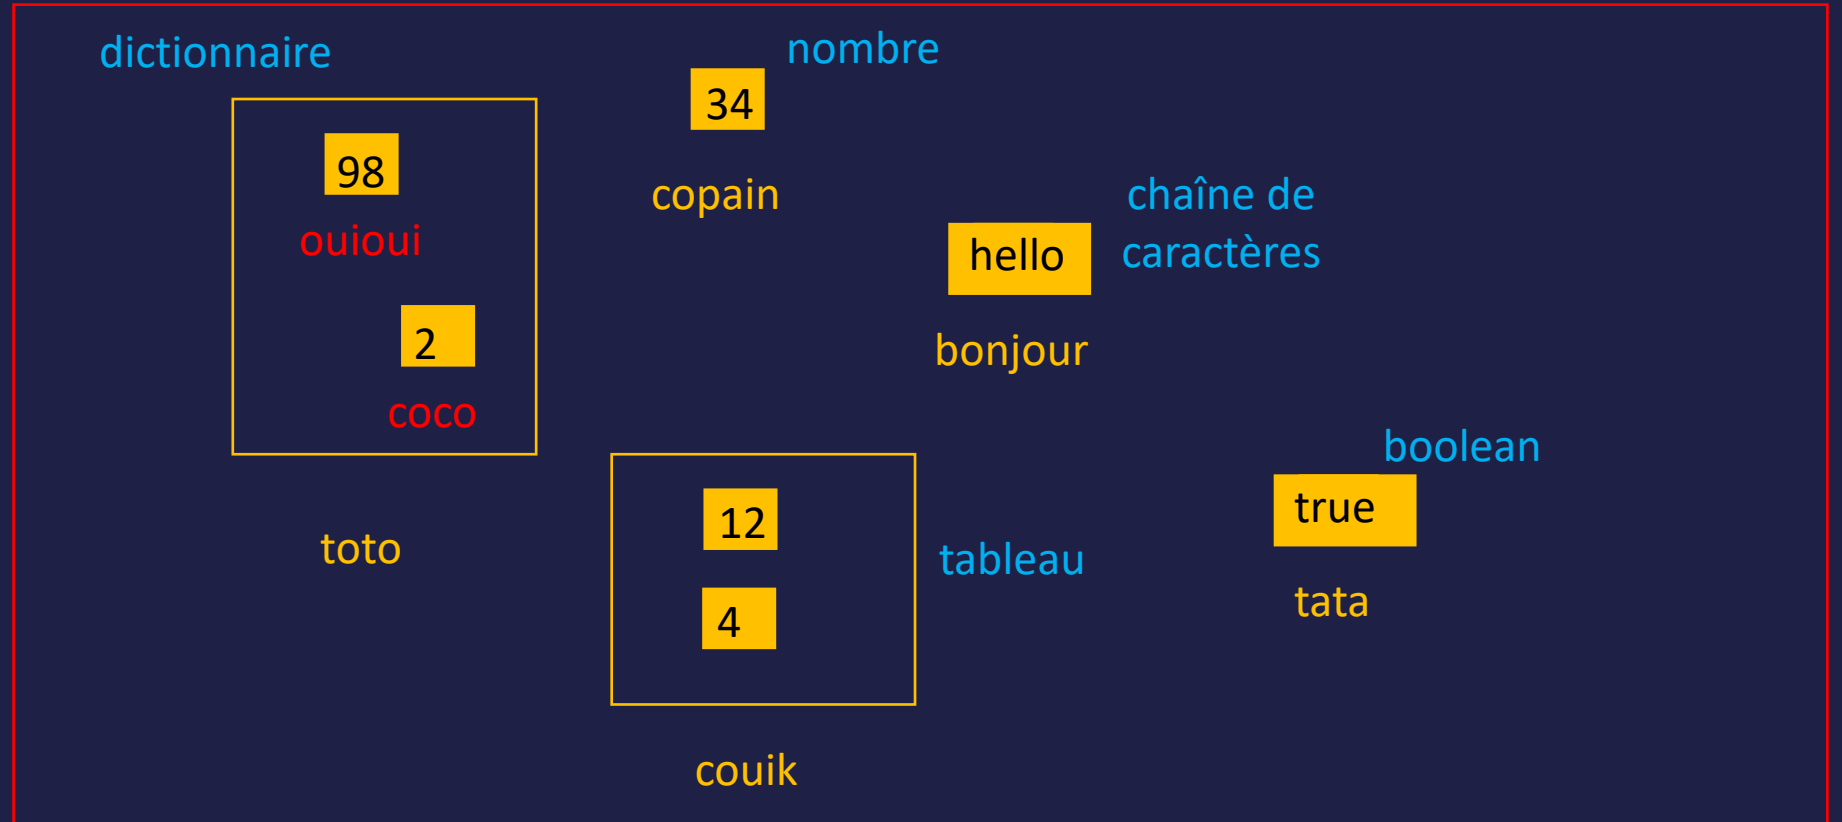 dictionnaire
nombre
34
98
copain
chaîne de
caractères
ouioui
hello
2
bonjour
coco
boolean
12
true
toto
tableau
4
tata
couik